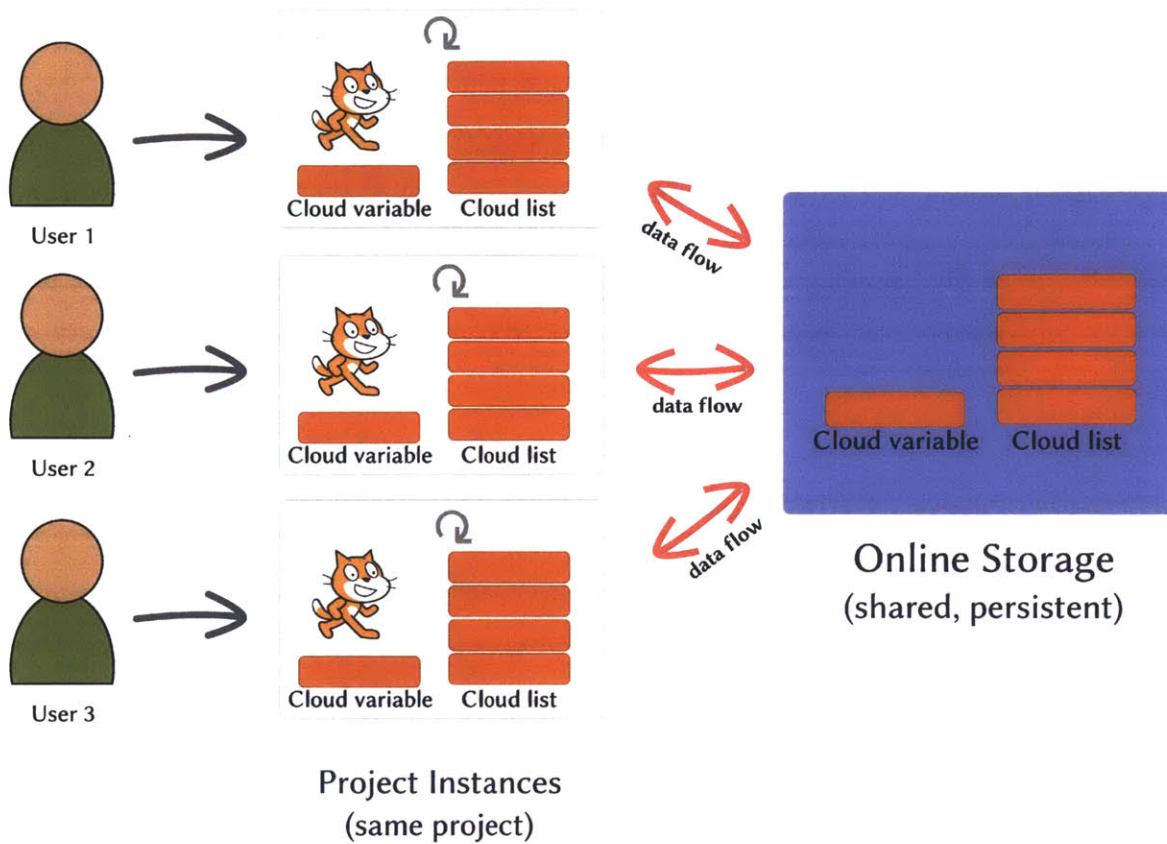 Cloud variable Cloud list
User 1
data flow
Cloud variable Cloud list
User 2
data flow
Cloud variable Cloud list
data flow
Cloud variable Cloud list
User 3
Online Storage
(shared, persistent)
Project Instances
(same project)